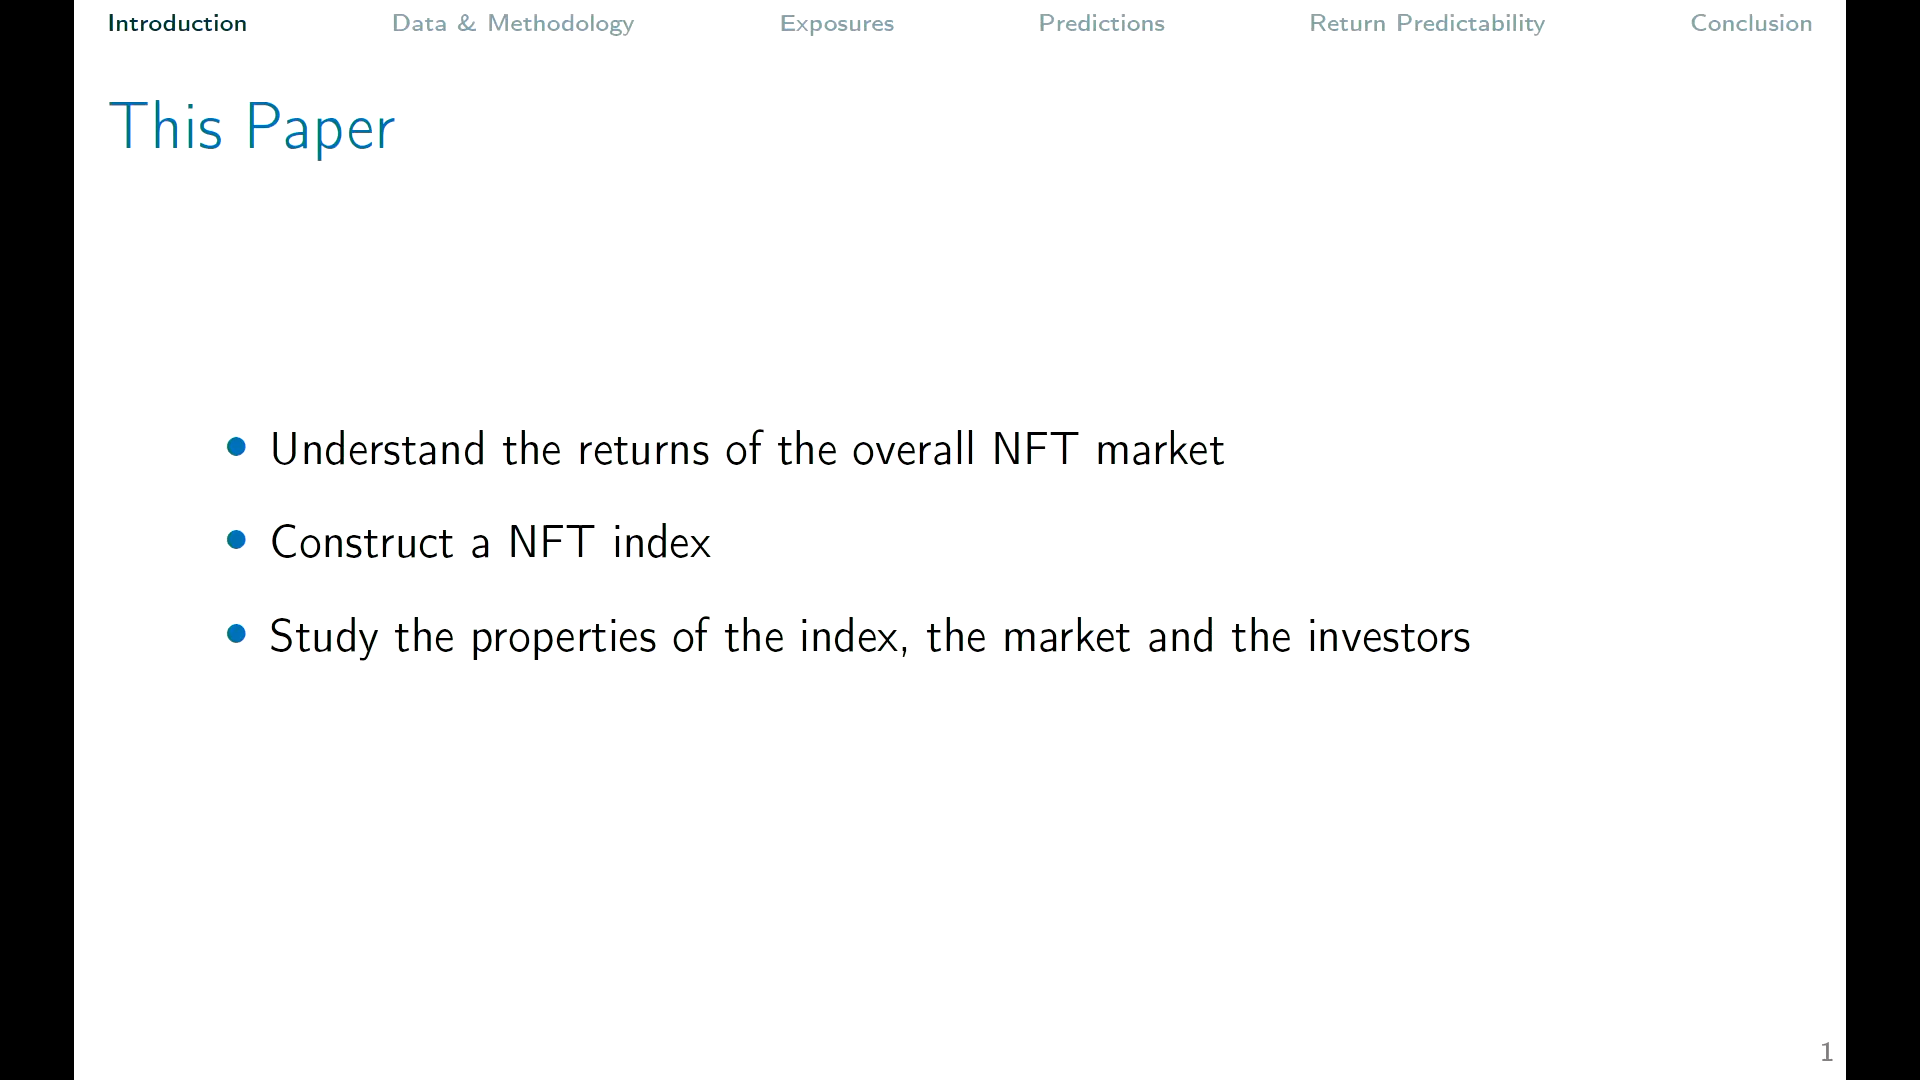 Introduction Data & Methodology Exposures Predictions Return Predictability Conclusion
This Paper
• Understand the returns of the overall NFT market
• Construct a NFT index
• Study the properties of the index, the market and the investors
1